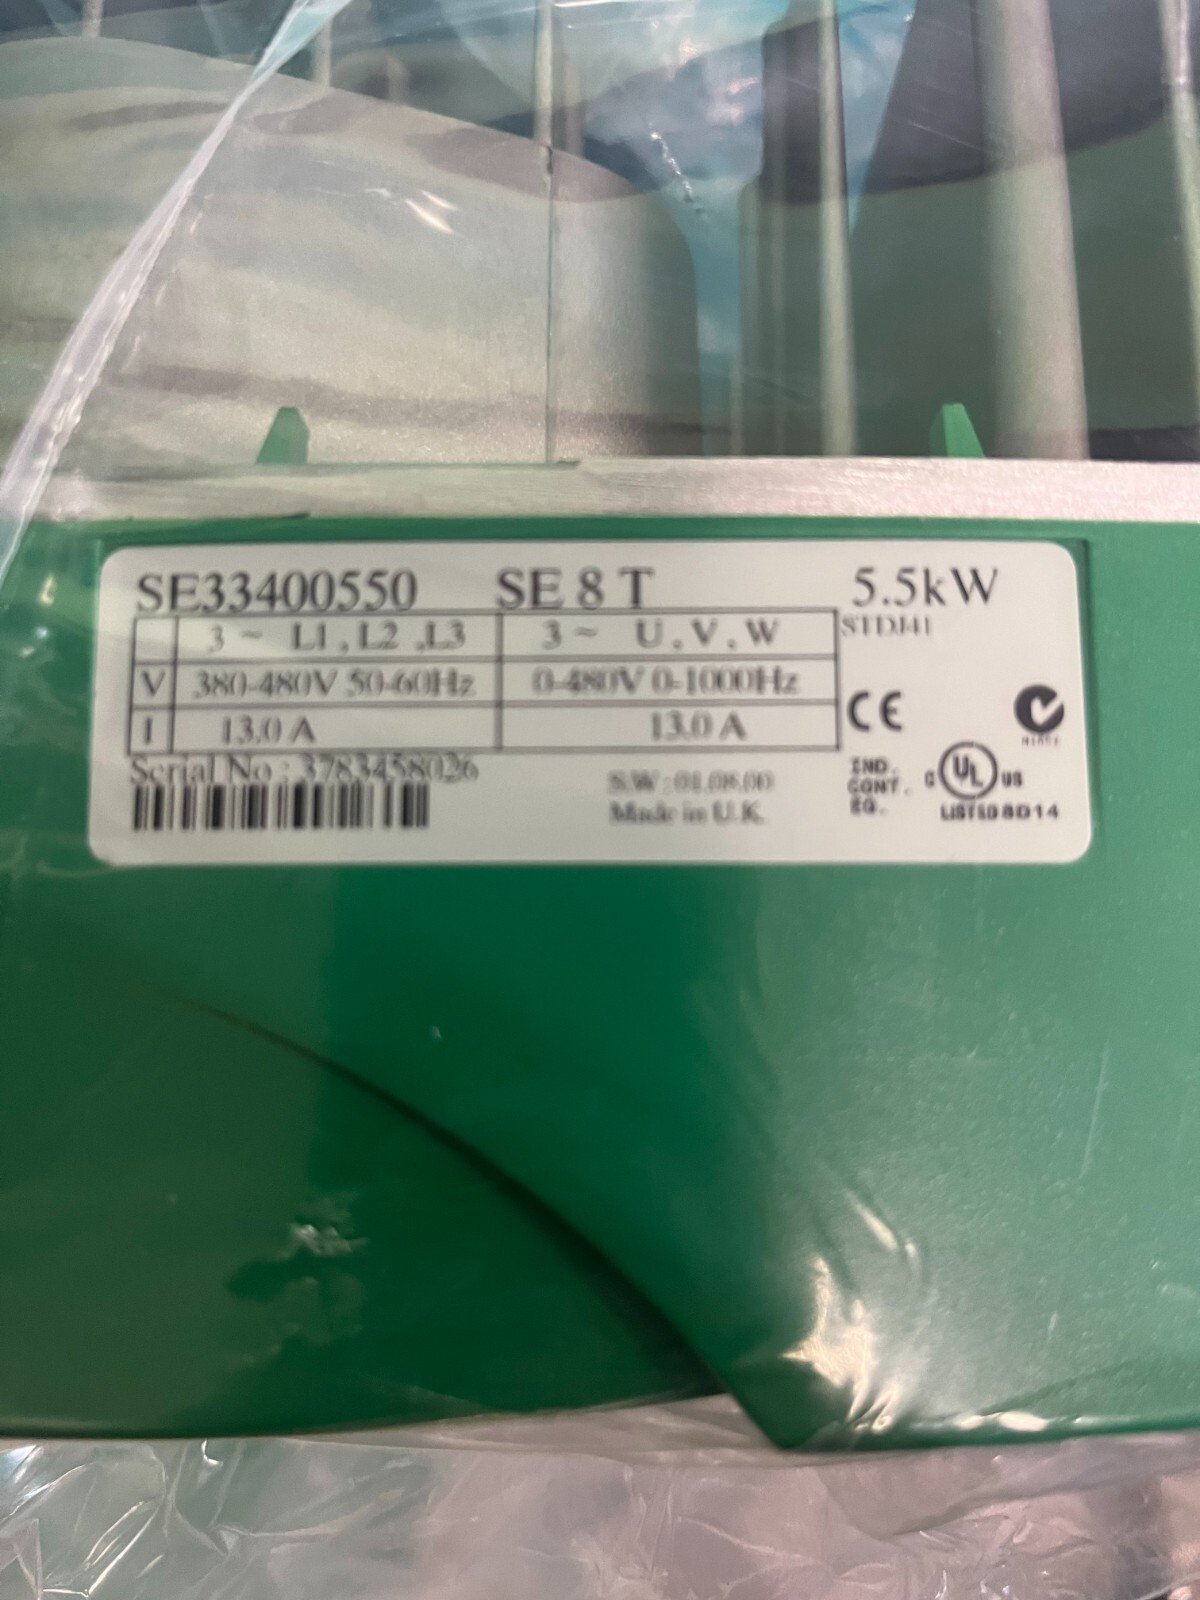 SE33400550 SE 8 T 5.5kW
3 ~ L1 , L2 ,L3 3 ~ U , V , W STDJ41
V 380-480V 50-60Hz 0-480V 0-1000Hz
I 13.0 A 13.0 A
CE
Serial No : 3783458026
S.W : 01.08.00
Made in U.K.
IND.
CONT.
EQ.
C UL US
LISTED 8D14